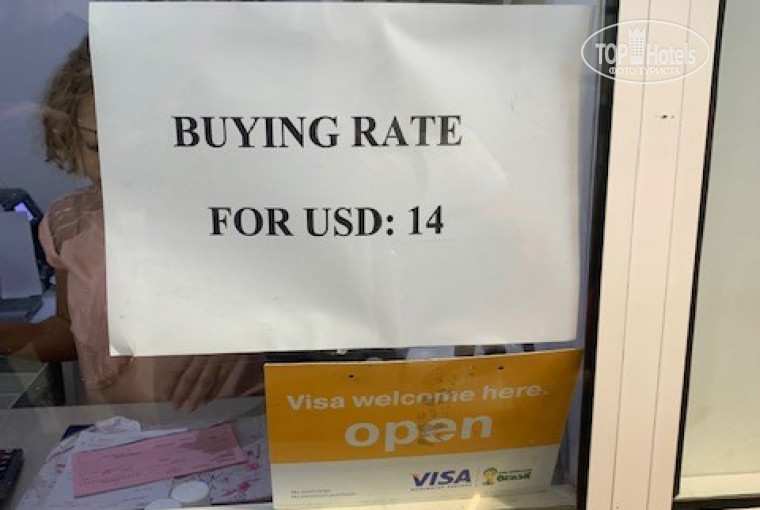 TOP Hotels
ФОТО ТУРИСТА
BUYING RATE
FOR USD: 14
Visa welcome here.
open
VISA
BRASIL